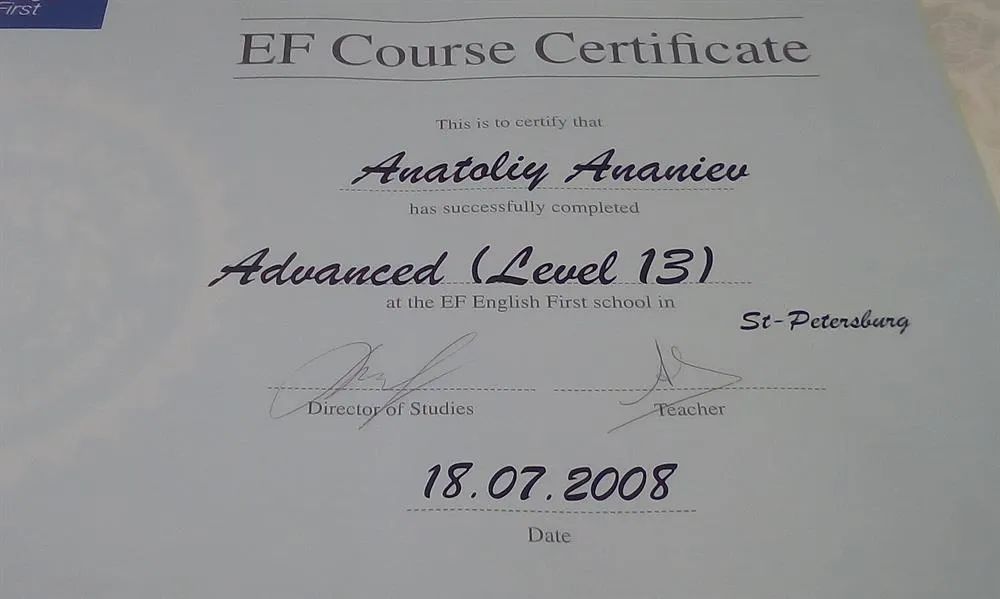 First
EF Course Certificate
This is to certify that
Anatoliy Ananiev
has successfully completed
Advanced (Level 13)
at the EF English First school in
St-Petersburg
Director of Studies
Teacher
18.07.2008
Date